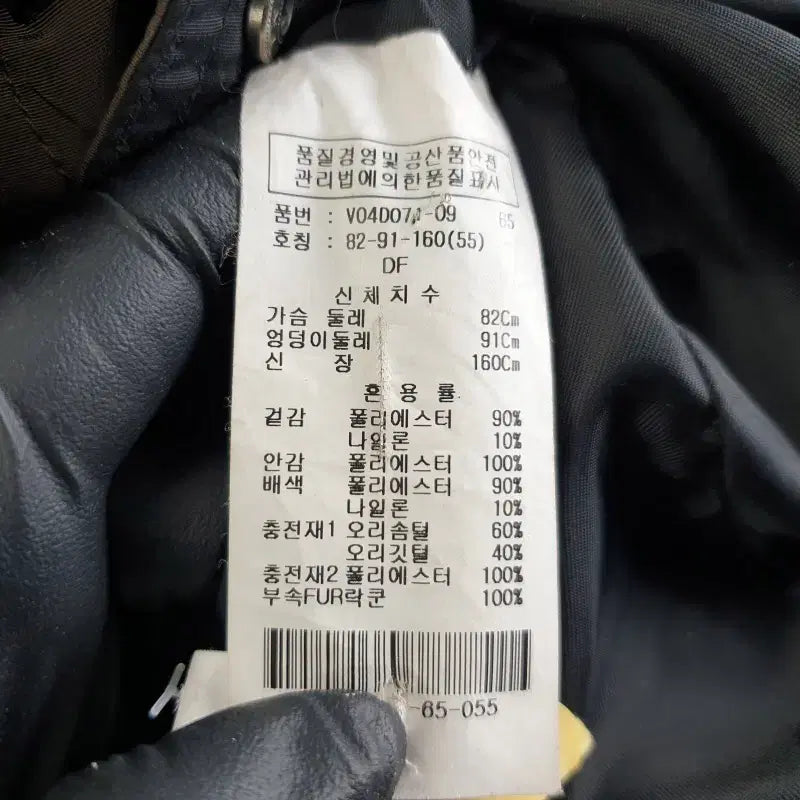 품질경영및공산품안전
관리법에의한품질표시
품번 : V04D071-09 65
호칭 : 82-91-160(55)
DF
신체치수
가슴 둘레 82Cm
엉덩이둘레 91Cm
신 장 160Cm
혼 용 률
겉감 폴리에스터 90%
나일론 10%
안감 폴리에스터 100%
배색 폴리에스터 90%
나일론 10%
충전재1 오리솜털 60%
오리깃털 40%
충전재2 폴리에스터 100%
부속FUR락쿤 100%
-65-055